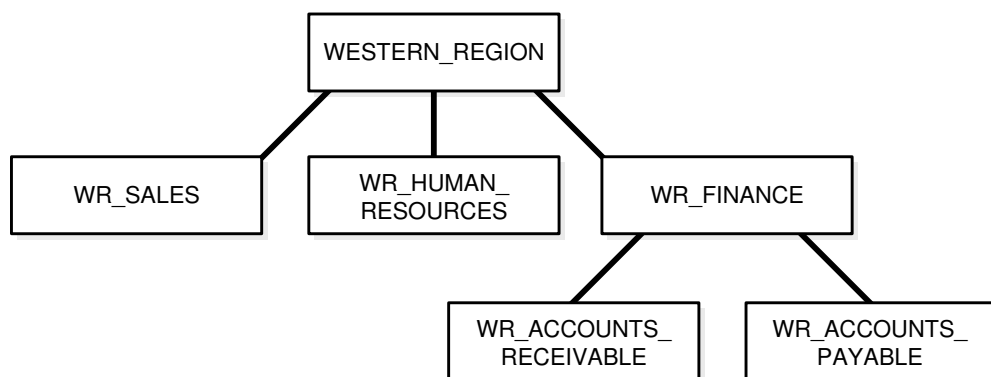 WESTERN_REGION
WR_SALES
WR_HUMAN_
RESOURCES
WR_FINANCE
WR_ACCOUNTS_
RECEIVABLE
WR_ACCOUNTS_
PAYABLE